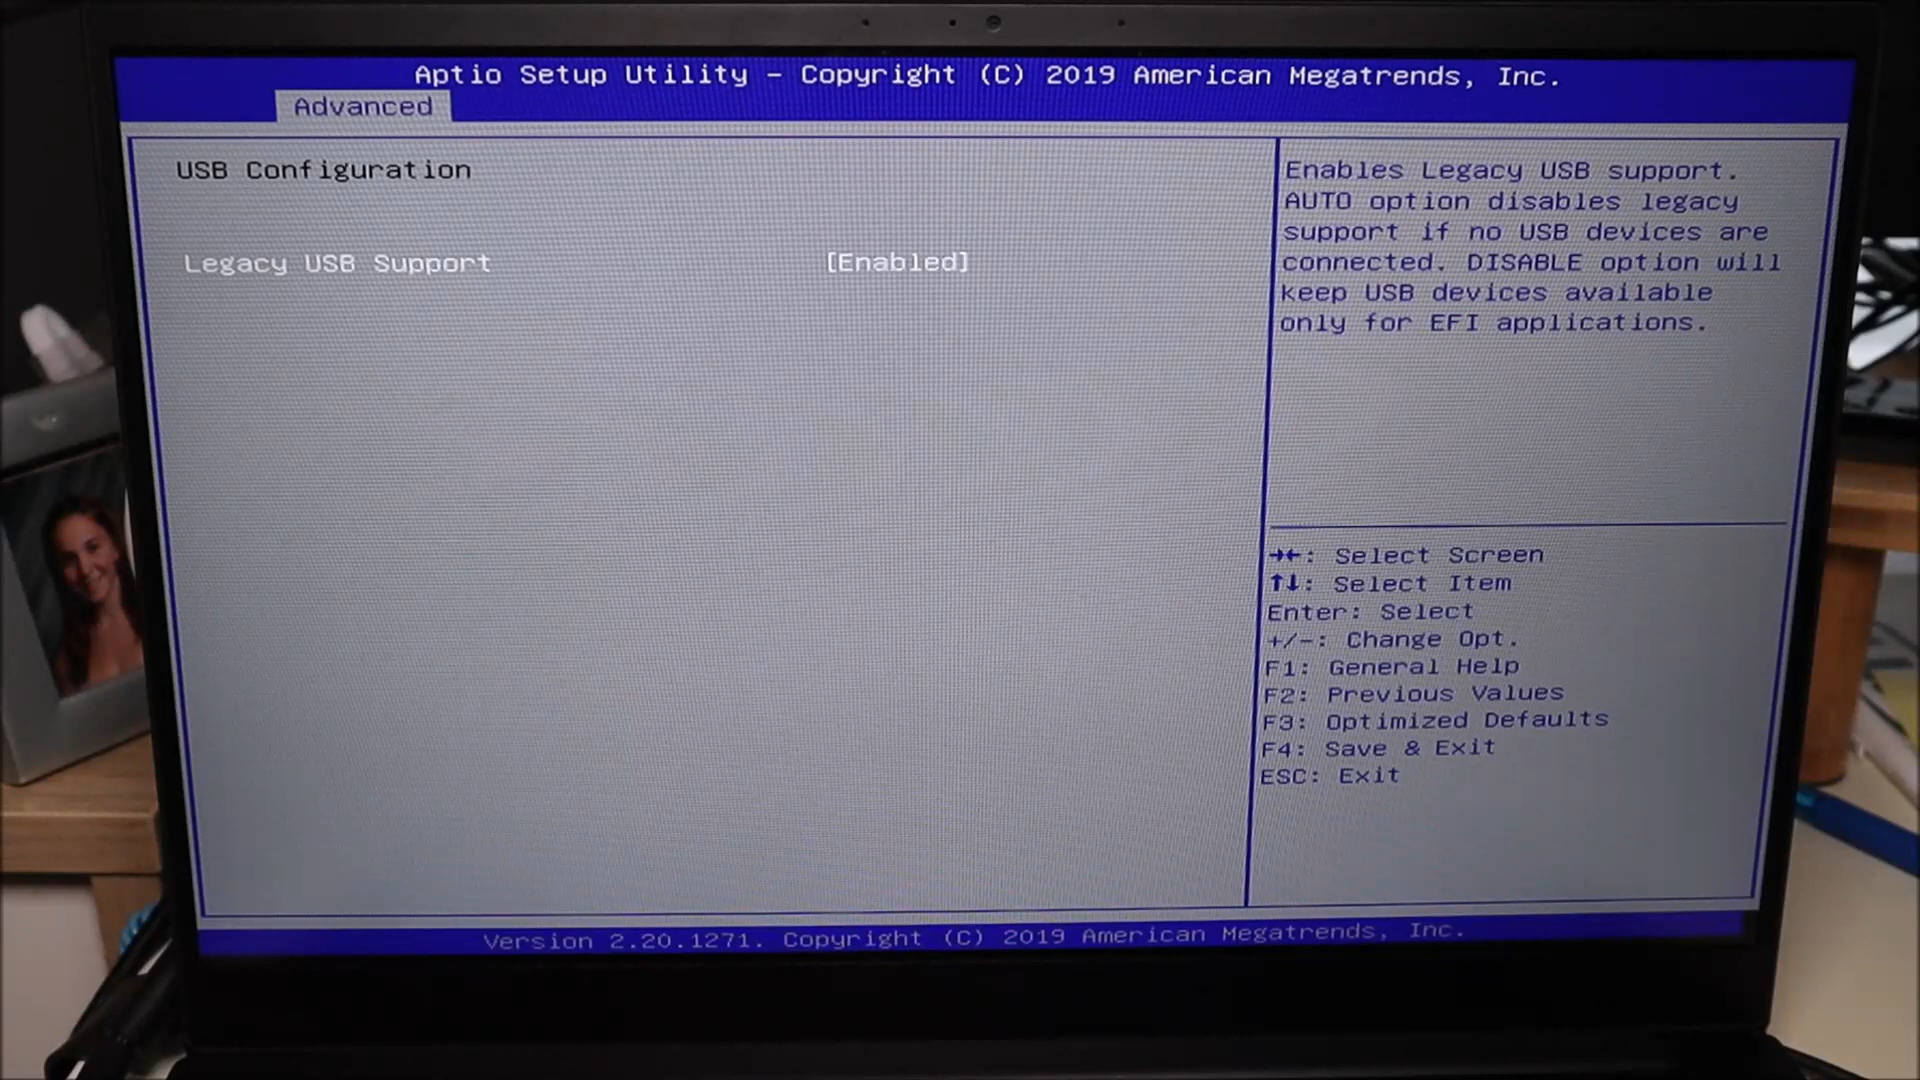 Aptio Setup Utility – Copyright (C) 2019 American Megatrends, Inc.
Advanced
USB Configuration
Legacy USB Support [Enabled]
Enables Legacy USB support.
AUTO option disables legacy
support if no USB devices are
connected. DISABLE option will
keep USB devices available
only for EFI applications.
→←: Select Screen
↑↓: Select Item
Enter: Select
+/-: Change Opt.
F1: General Help
F2: Previous Values
F3: Optimized Defaults
F4: Save & Exit
ESC: Exit
Version 2.20.1271. Copyright (C) 2019 American Megatrends, Inc.